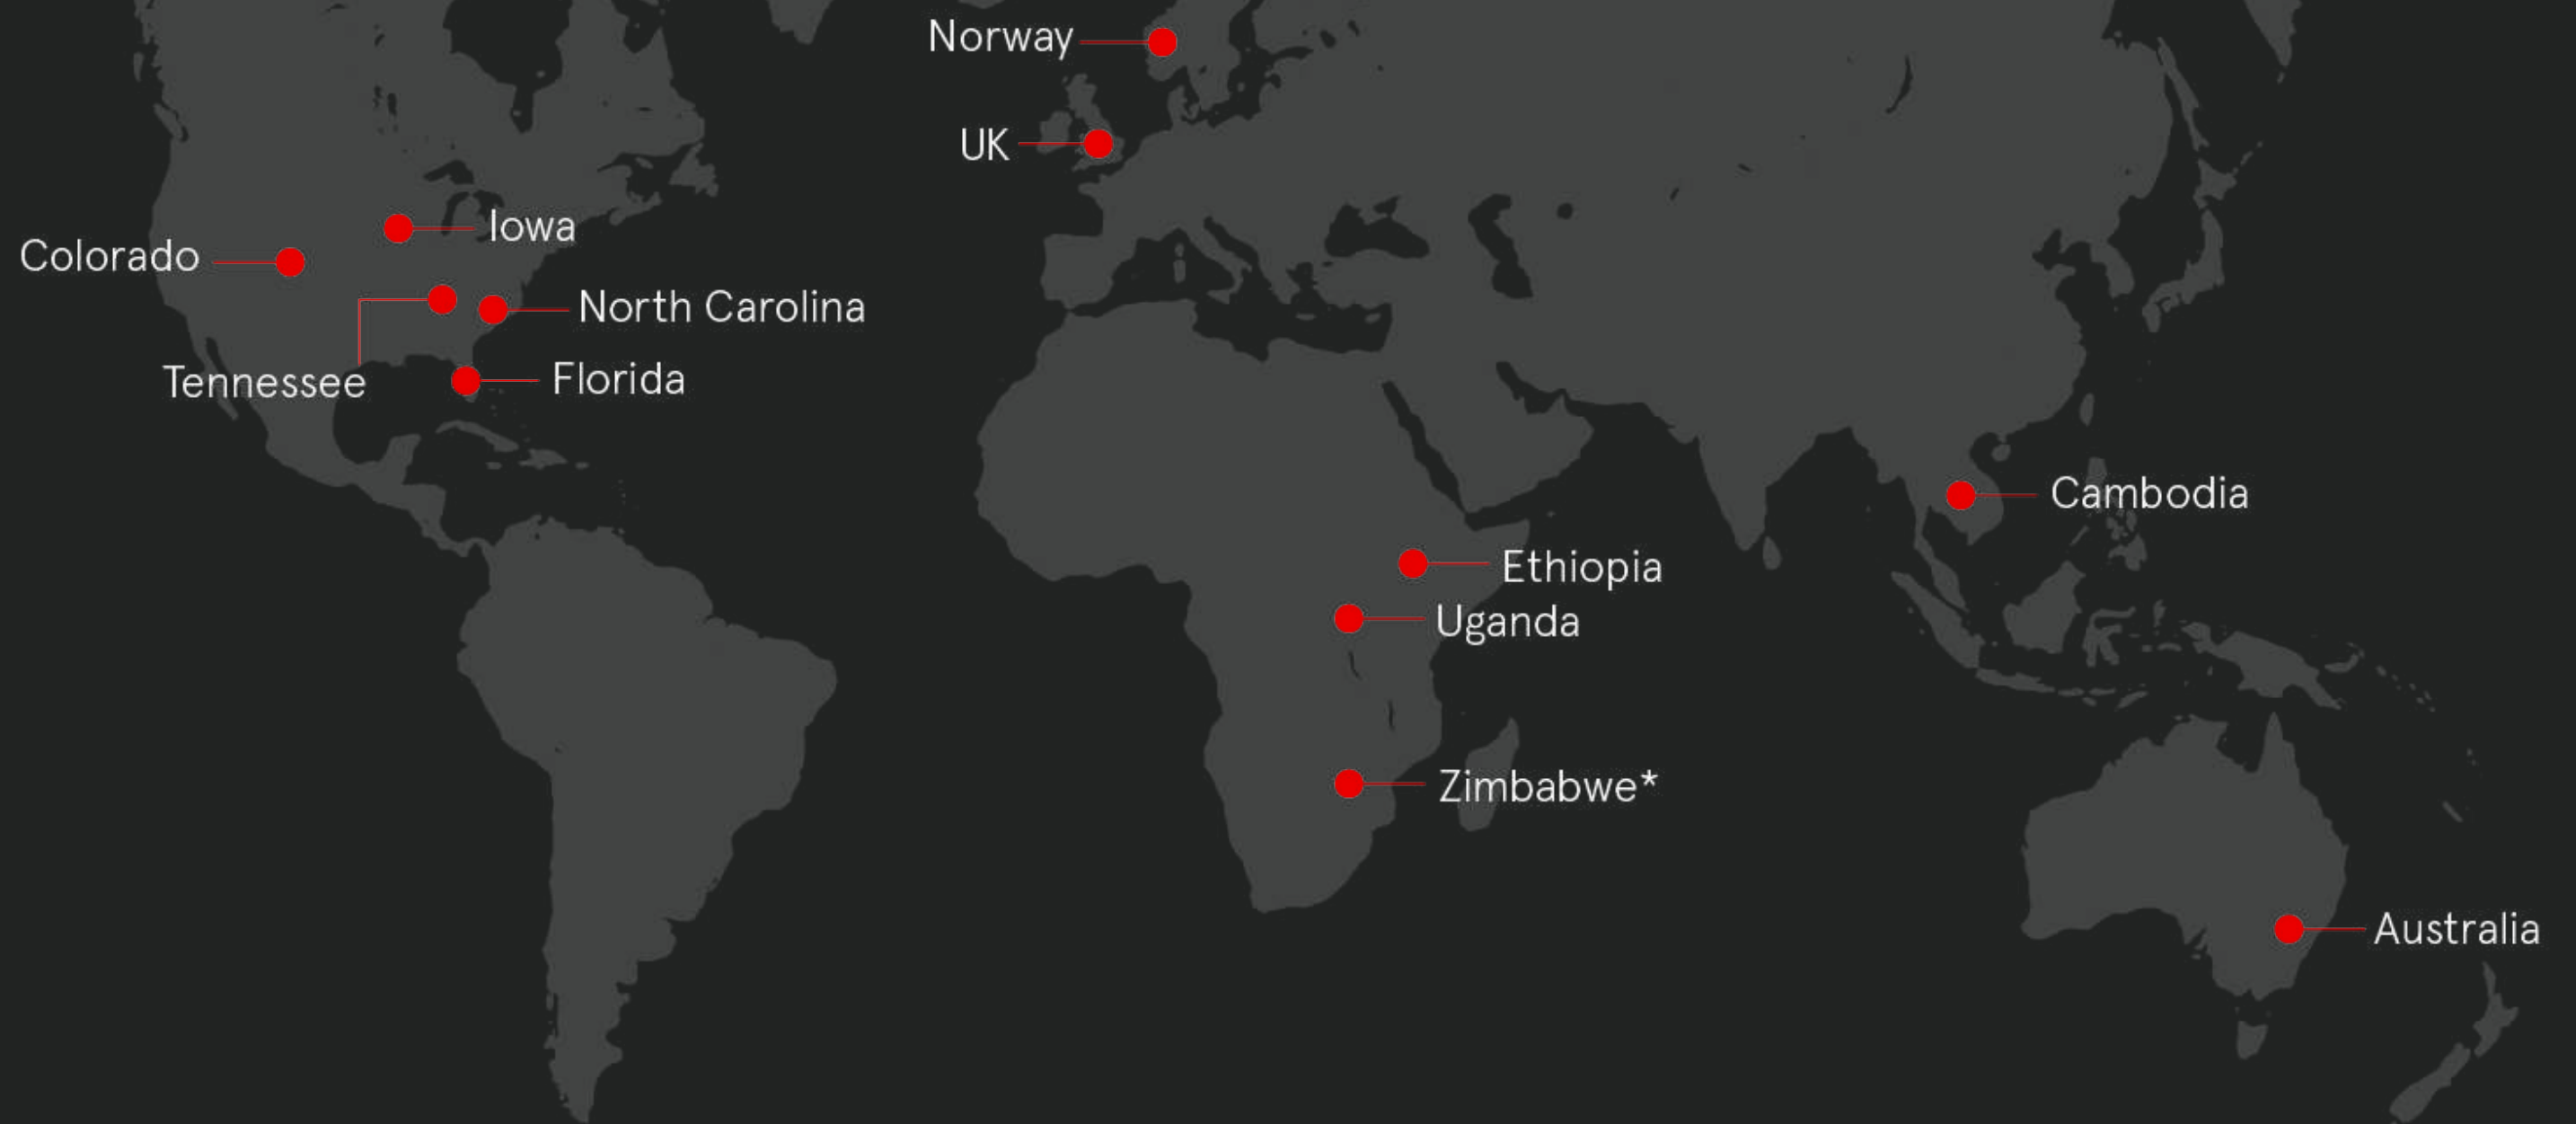 Norway
UK
Iowa
Colorado
North Carolina
Tennessee
Florida
Cambodia
Ethiopia
Uganda
Zimbabwe*
Australia